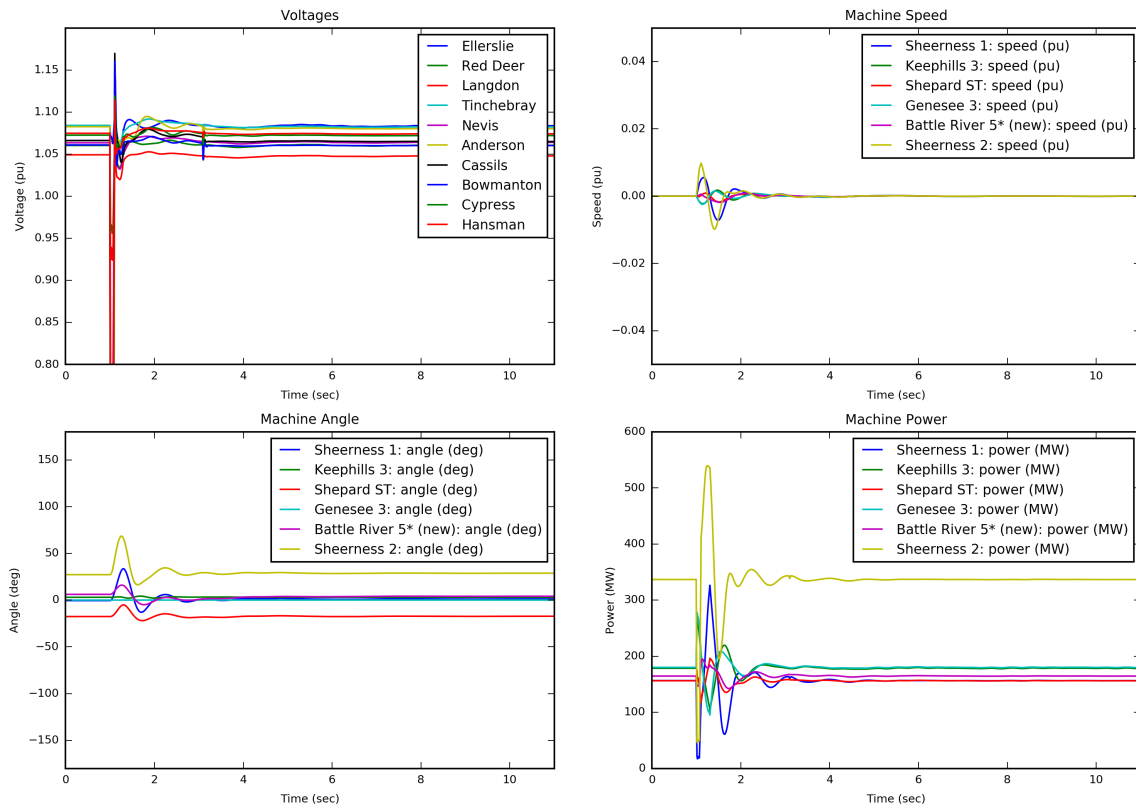 Voltages
1.15
1.10
1.05
1.00
0.95
0.90
0.85
0.80
Voltage (pu)
0 2 4 6 8 10
Time (sec)
Ellerslie
Red Deer
Langdon
Tinchebray
Nevis
Anderson
Cassils
Bowmanton
Cypress
Hansman
Machine Speed
0.04
0.02
0.00
−0.02
−0.04
Speed (pu)
0 2 4 6 8 10
Time (sec)
Sheerness 1: speed (pu)
Keephills 3: speed (pu)
Shepard ST: speed (pu)
Genesee 3: speed (pu)
Battle River 5* (new): speed (pu)
Sheerness 2: speed (pu)
Machine Angle
150
100
50
0
−50
−100
−150
Angle (deg)
0 2 4 6 8 10
Time (sec)
Sheerness 1: angle (deg)
Keephills 3: angle (deg)
Shepard ST: angle (deg)
Genesee 3: angle (deg)
Battle River 5* (new): angle (deg)
Sheerness 2: angle (deg)
Machine Power
600
500
400
300
200
100
0
Power (MW)
0 2 4 6 8 10
Time (sec)
Sheerness 1: power (MW)
Keephills 3: power (MW)
Shepard ST: power (MW)
Genesee 3: power (MW)
Battle River 5* (new): power (MW)
Sheerness 2: power (MW)